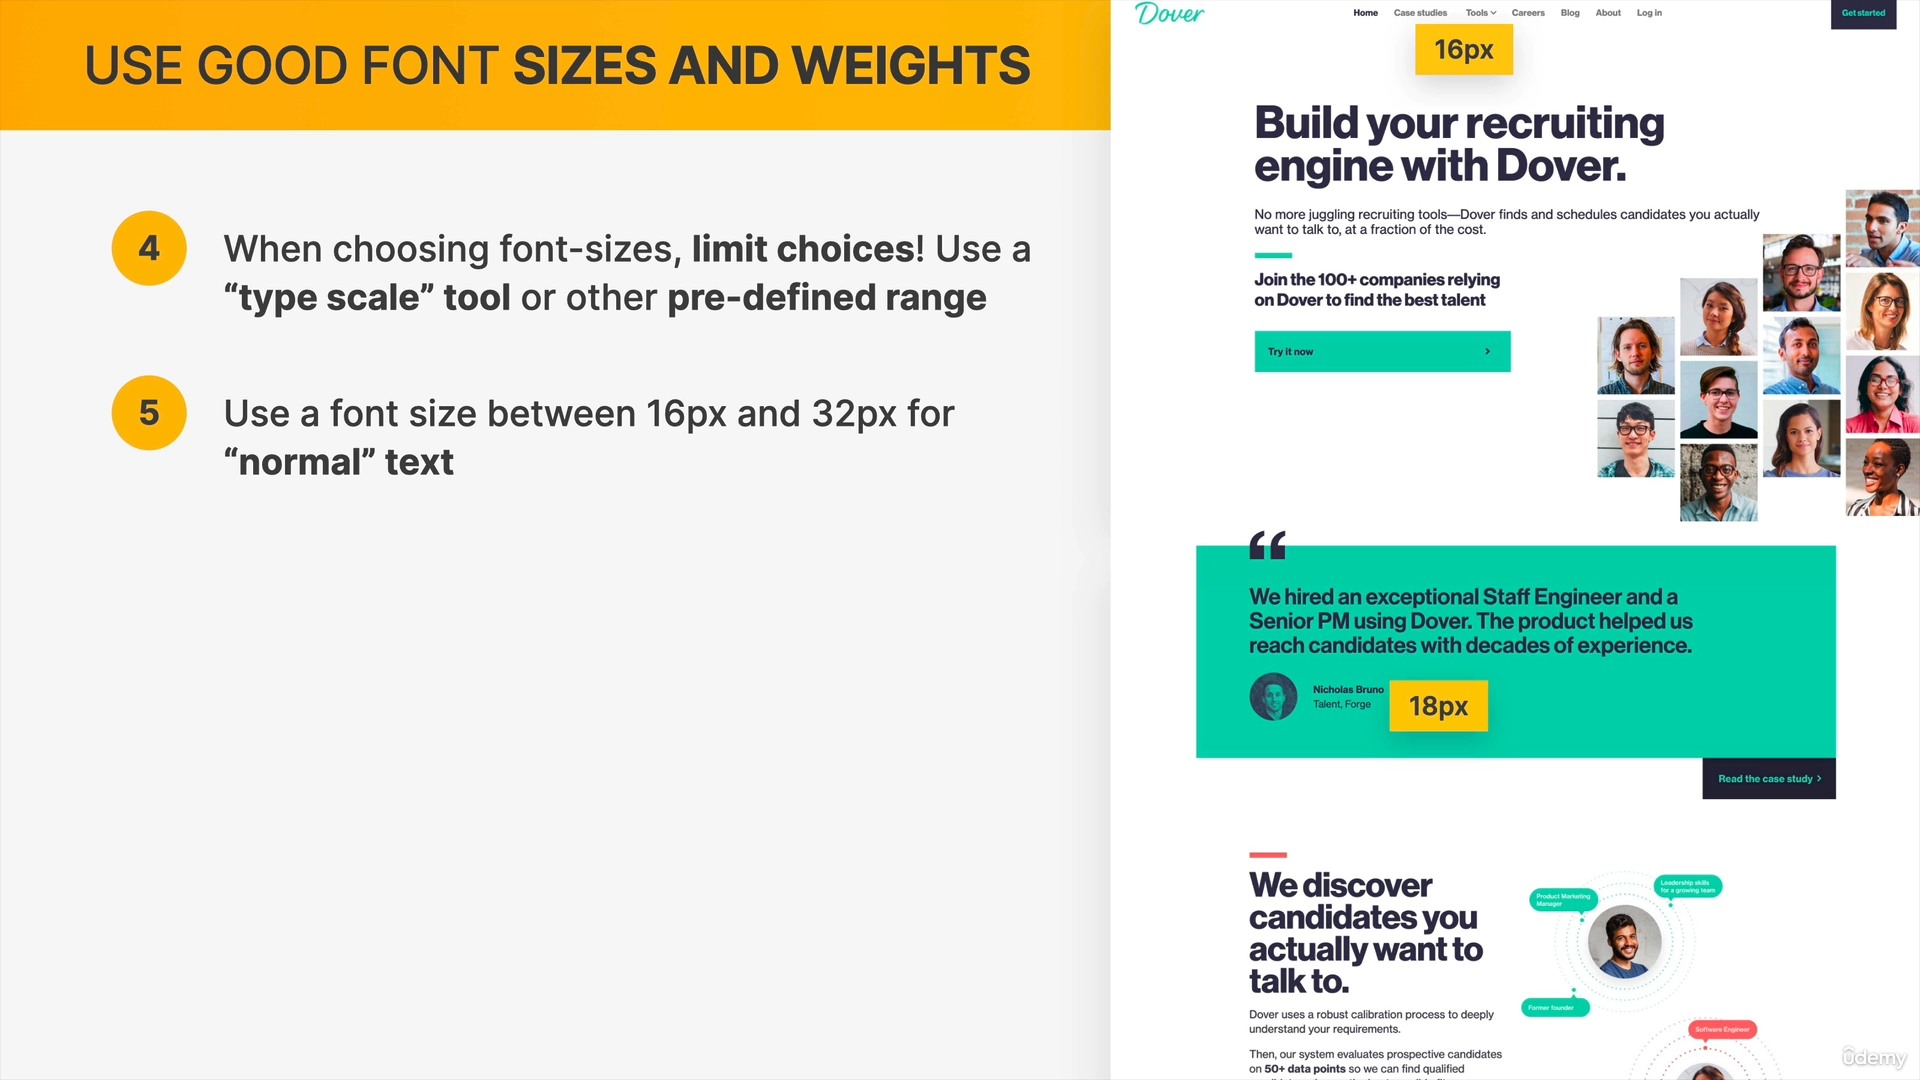 USE GOOD FONT SIZES AND WEIGHTS
4
When choosing font-sizes, limit choices! Use a
“type scale” tool or other pre-defined range
5
Use a font size between 16px and 32px for
“normal” text
Dover
Home Case studies Tools Careers Blog About Log in
Get started
16px
Build your recruiting
engine with Dover.
No more juggling recruiting tools—Dover finds and schedules candidates you actually
want to talk to, at a fraction of the cost.
Join the 100+ companies relying
on Dover to find the best talent
Try it now
“
We hired an exceptional Staff Engineer and a
Senior PM using Dover. The product helped us
reach candidates with decades of experience.
Nicholas Bruno
Talent, Forge
18px
Read the case study
We discover
candidates you
actually want to
talk to.
Dover uses a robust calibration process to deeply
understand your requirements.
Then, our system evaluates prospective candidates
on 50+ data points so we can find qualified
Product Marketing
Manager
Leadership skills
for a growing team
Former founder
Software Engineer
udemy